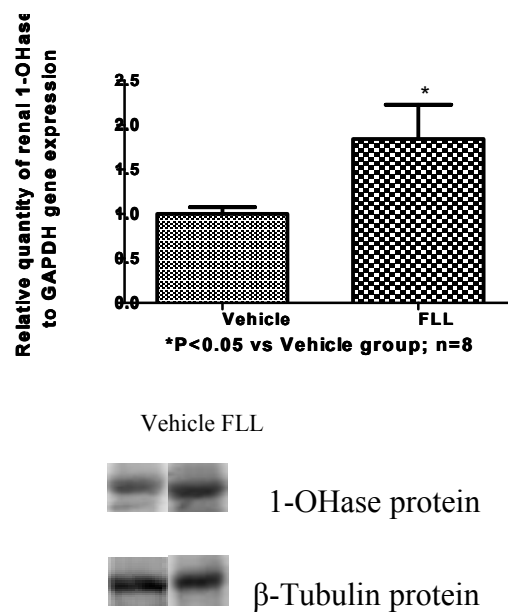 Relative quantity of renal 1-OHase
to GAPDH gene expression
2.5
2.0
1.5
1.0
0.5
0.0
*
Vehicle FLL
*P<0.05 vs Vehicle group; n=8
Vehicle FLL
1-OHase protein
β-Tubulin protein